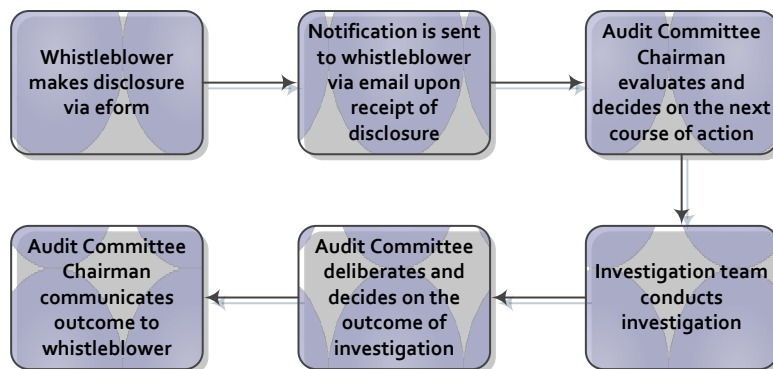 Whistleblower
makes disclosure
via eform
Notification is sent
to whistleblower
via email upon
receipt of
disclosure
Audit Committee
Chairman
evaluates and
decides on the next
course of action
Investigation team
conducts
investigation
Audit Committee
deliberates and
decides on the
outcome of
investigation
Audit Committee
Chairman
communicates
outcome to
whistleblower